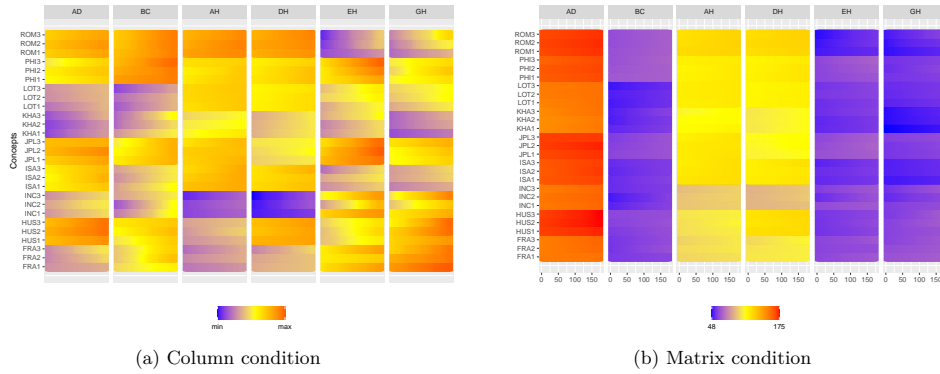 AD BC AH DH EH GH
Concepts
ROM3
ROM2
ROM1
PHI3
PHI2
PHI1
LOT3
LOT2
LOT1
KHA3
KHA2
KHA1
JPL3
JPL2
JPL1
ISA3
ISA2
ISA1
INC3
INC2
INC1
HUS3
HUS2
HUS1
FRA3
FRA2
FRA1
min max
(a) Column condition
AD BC AH DH EH GH
ROM3
ROM2
ROM1
PHI3
PHI2
PHI1
LOT3
LOT2
LOT1
KHA3
KHA2
KHA1
JPL3
JPL2
JPL1
ISA3
ISA2
ISA1
INC3
INC2
INC1
HUS3
HUS2
HUS1
FRA3
FRA2
FRA1
0 50 100 150 0 50 100 150 0 50 100 150 0 50 100 150 0 50 100 150 0 50 100 150
48 175
(b) Matrix condition